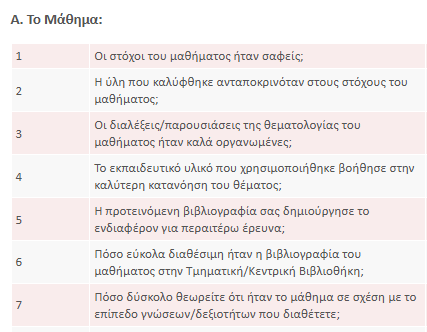 Α. Το Μάθημα:
1 Οι στόχοι του μαθήματος ήταν σαφείς;
2 Η ύλη που καλύφθηκε ανταποκρινόταν στους στόχους του
μαθήματος;
3 Οι διαλέξεις/παρουσιάσεις της θεματολογίας του
μαθήματος ήταν καλά οργανωμένες;
4 Το εκπαιδευτικό υλικό που χρησιμοποιήθηκε βοήθησε στην
καλύτερη κατανόηση του θέματος;
5 Η προτεινόμενη βιβλιογραφία σας δημιούργησε το
ενδιαφέρον για περαιτέρω έρευνα;
6 Πόσο εύκολα διαθέσιμη ήταν η βιβλιογραφία του
μαθήματος στην Τμηματική/Κεντρική Βιβλιοθήκη;
7 Πόσο δύσκολο θεωρείτε ότι ήταν το μάθημα σε σχέση με το
επίπεδο γνώσεων/δεξιοτήτων που διαθέτετε;